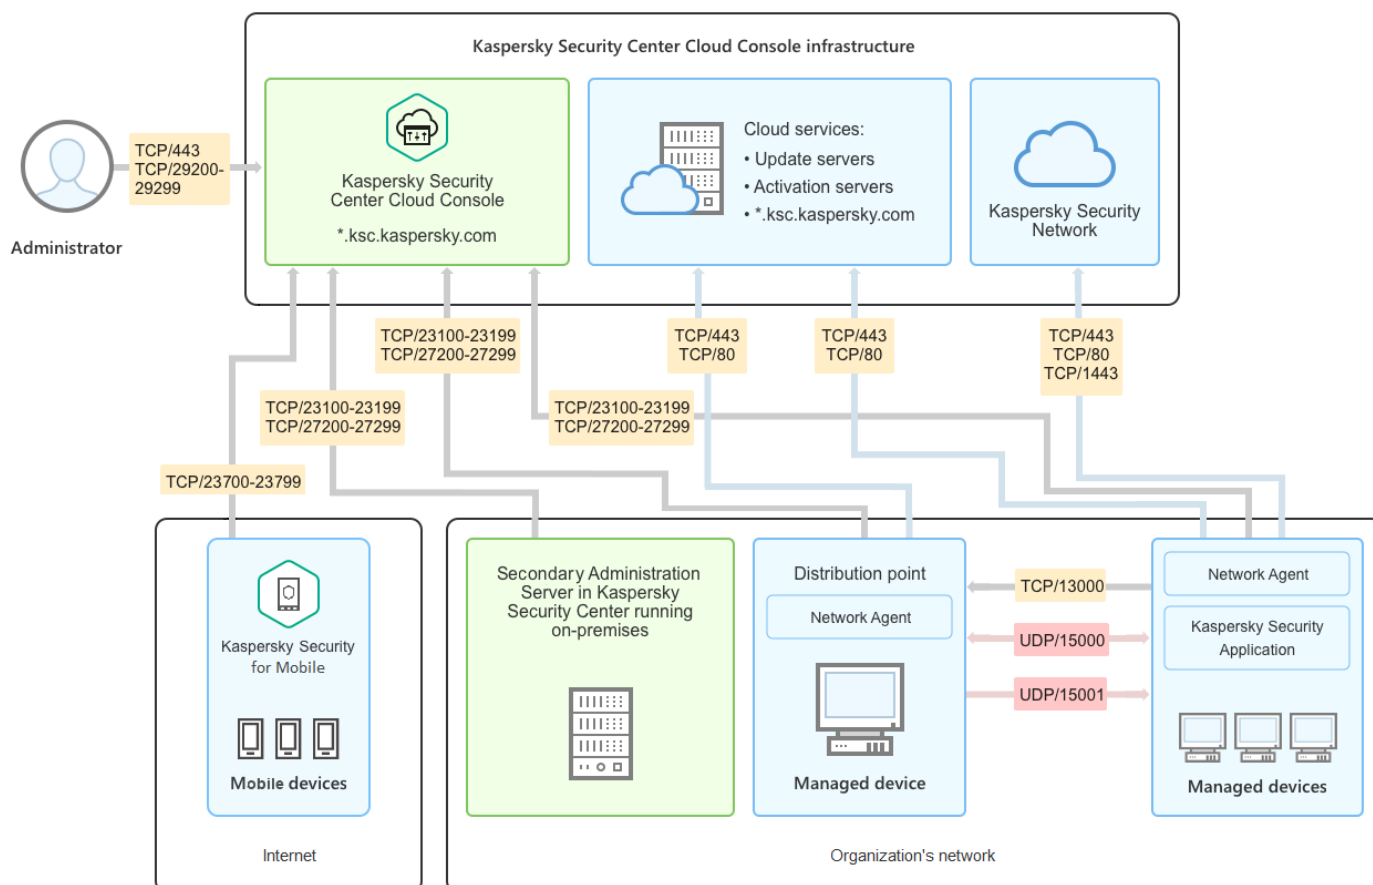 Kaspersky Security Center Cloud Console infrastructure
TCP/443
TCP/29200-
29299
Administrator
Kaspersky Security
Center Cloud Console
*.ksc.kaspersky.com
Cloud services:
• Update servers
• Activation servers
• *.ksc.kaspersky.com
Kaspersky Security
Network
TCP/23100-23199
TCP/27200-27299
TCP/443
TCP/80
TCP/443
TCP/80
TCP/443
TCP/80
TCP/1443
TCP/23100-23199
TCP/27200-27299
TCP/23100-23199
TCP/27200-27299
TCP/23700-23799
Kaspersky Security
for Mobile
Mobile devices
Internet
Secondary Administration
Server in Kaspersky
Security Center running
on-premises
Distribution point
Network Agent
Managed device
TCP/13000
UDP/15000
UDP/15001
Network Agent
Kaspersky Security
Application
Managed devices
Organization's network